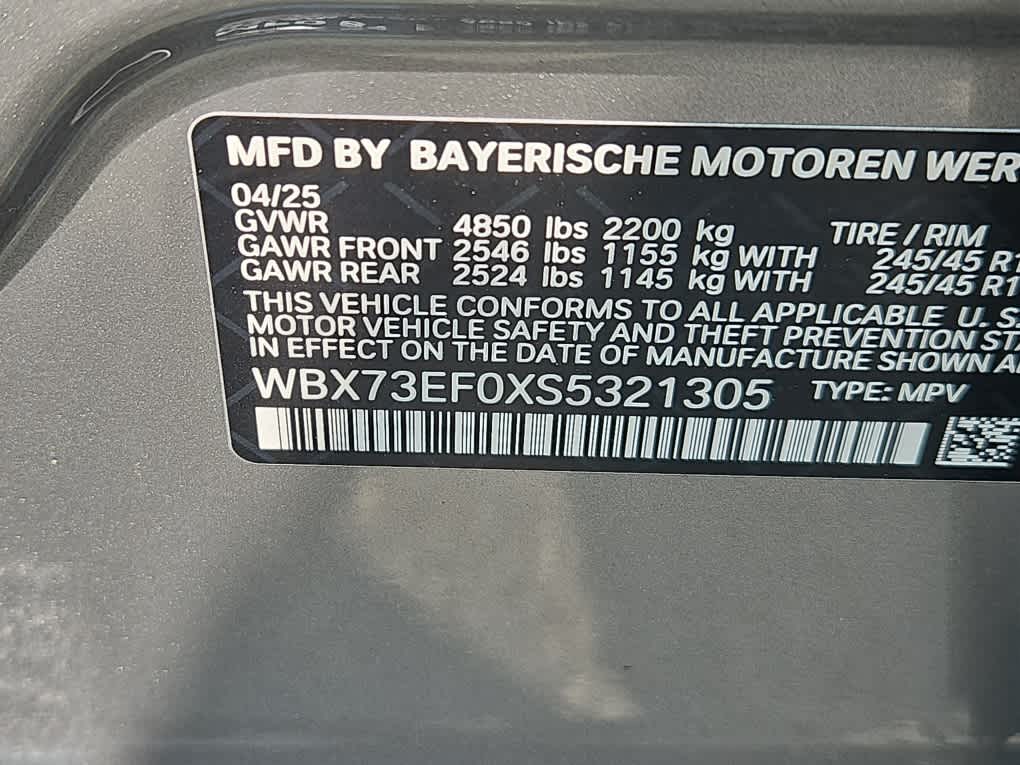 MFD BY BAYERISCHE MOTOREN WER
04/25
GVWR 4850 lbs 2200 kg TIRE / RIM
GAWR FRONT 2546 lbs 1155 kg WITH 245/45 R1
GAWR REAR 2524 lbs 1145 kg WITH 245/45 R1
THIS VEHICLE CONFORMS TO ALL APPLICABLE U. S.
MOTOR VEHICLE SAFETY AND THEFT PREVENTION STA
IN EFFECT ON THE DATE OF MANUFACTURE SHOWN A
WBX73EF0XS5321305 TYPE: MPV